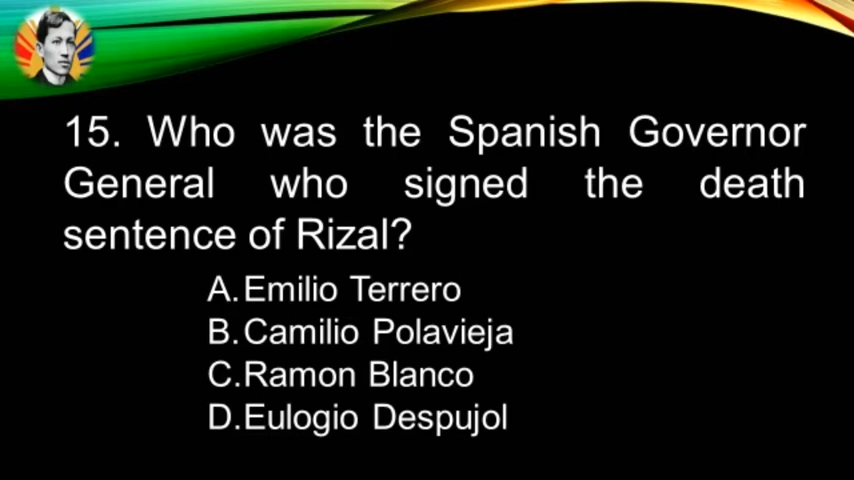 15. Who was the Spanish Governor
General who signed the death
sentence of Rizal?
A. Emilio Terrero
B. Camilio Polavieja
C. Ramon Blanco
D. Eulogio Despujol